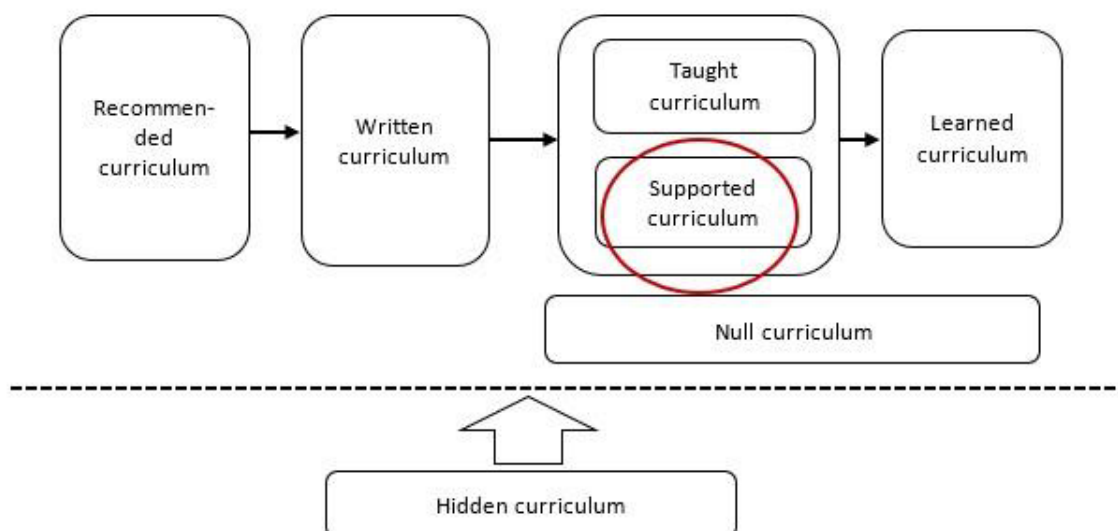 Recommen-
ded
curriculum
Written
curriculum
Taught
curriculum
Supported
curriculum
Learned
curriculum
Null curriculum
Hidden curriculum